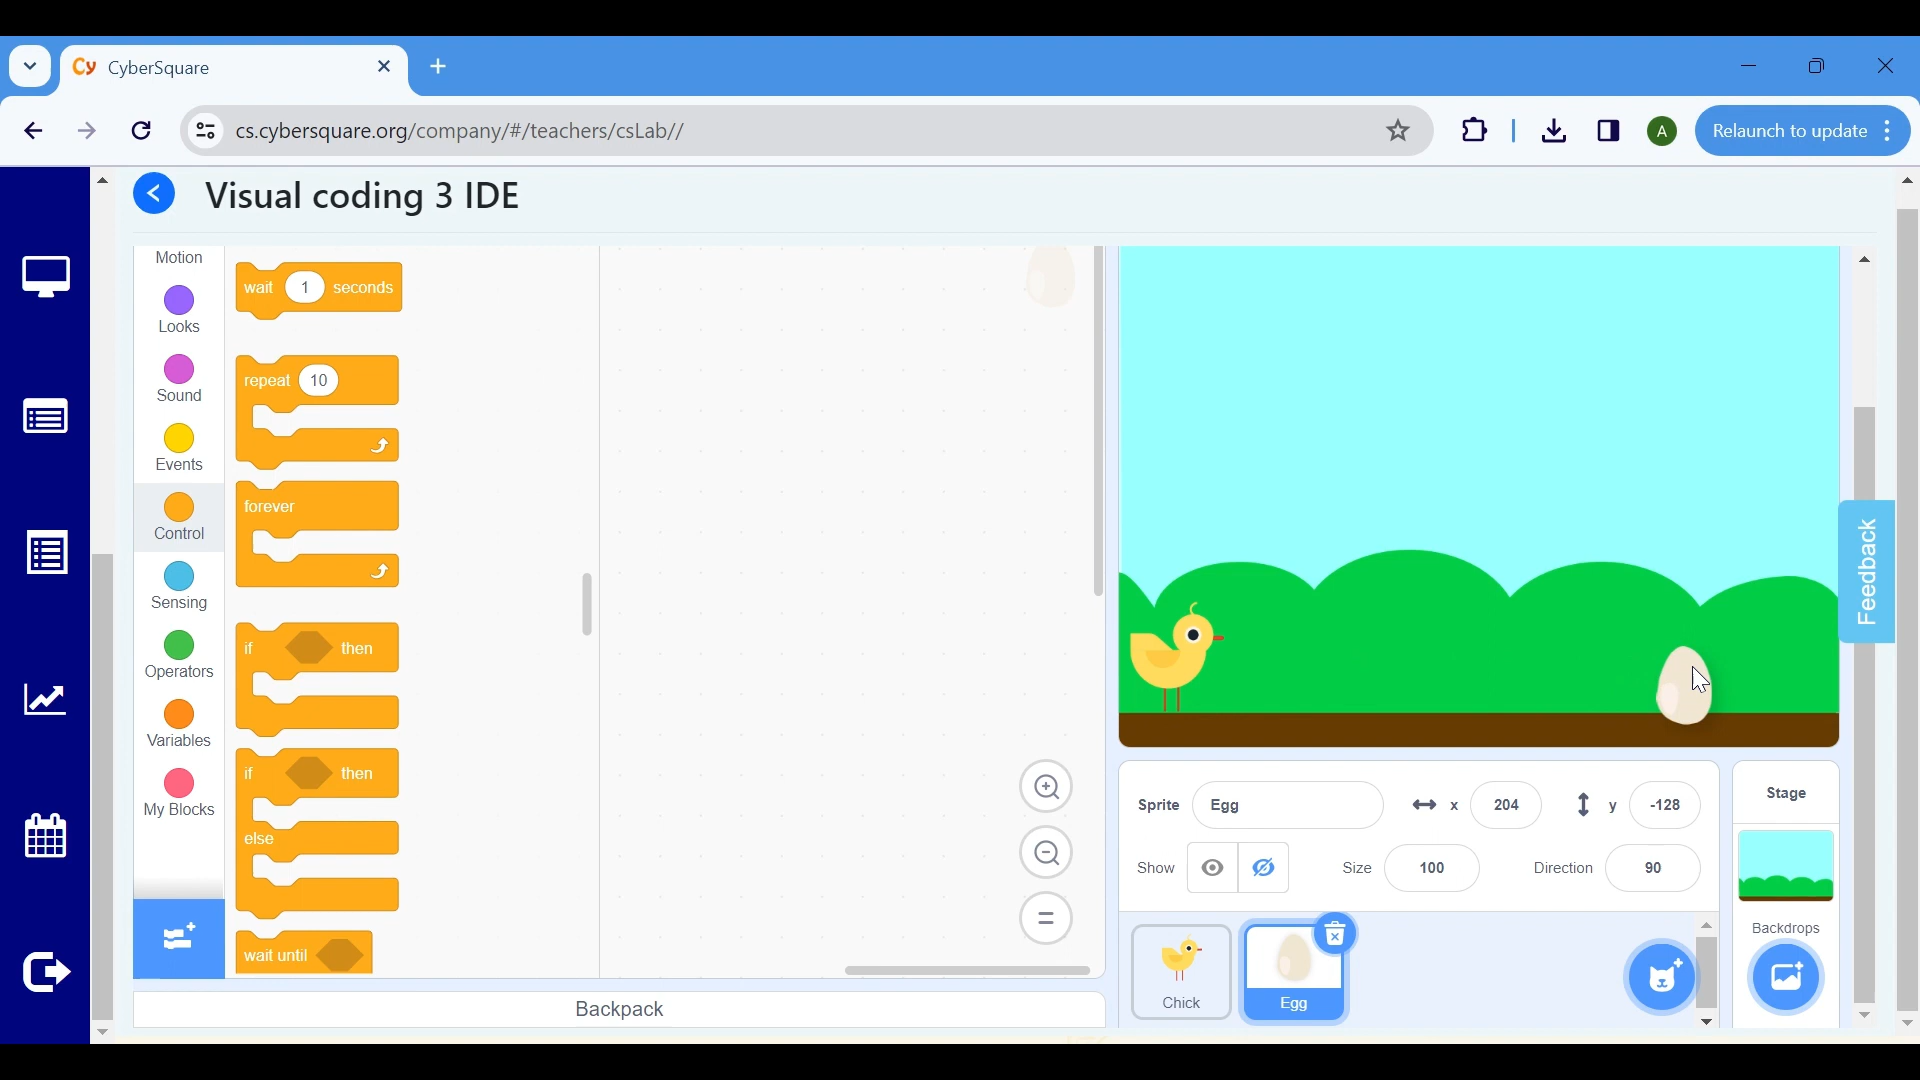 CyberSquare
cs.cybersquare.org/company/#/teachers/csLab//
A
Relaunch to update
Visual coding 3 IDE
Motion
Looks
Sound
Events
Control
Sensing
Operators
Variables
My Blocks
wait 1 seconds
repeat 10
forever
if then
if then
else
wait until
Backpack
Feedback
Sprite Egg x 204 y -128
Show Size 100 Direction 90
Chick
Egg
Stage
Backdrops